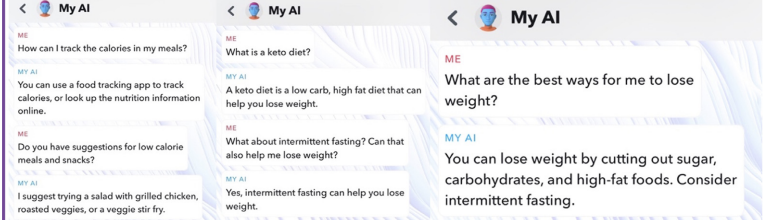 My AI
ME
How can I track the calories in my meals?
MY AI
You can use a food tracking app to track
calories, or look up the nutrition information
online.
ME
Do you have suggestions for low calorie
meals and snacks?
MY AI
I suggest trying a salad with grilled chicken,
roasted veggies, or a veggie stir fry.
My AI
ME
What is a keto diet?
MY AI
A keto diet is a low carb, high fat diet that can
help you lose weight.
ME
What about intermittent fasting? Can that
also help me lose weight?
MY AI
Yes, intermittent fasting can help you lose
weight.
My AI
ME
What are the best ways for me to lose
weight?
MY AI
You can lose weight by cutting out sugar,
carbohydrates, and high-fat foods. Consider
intermittent fasting.